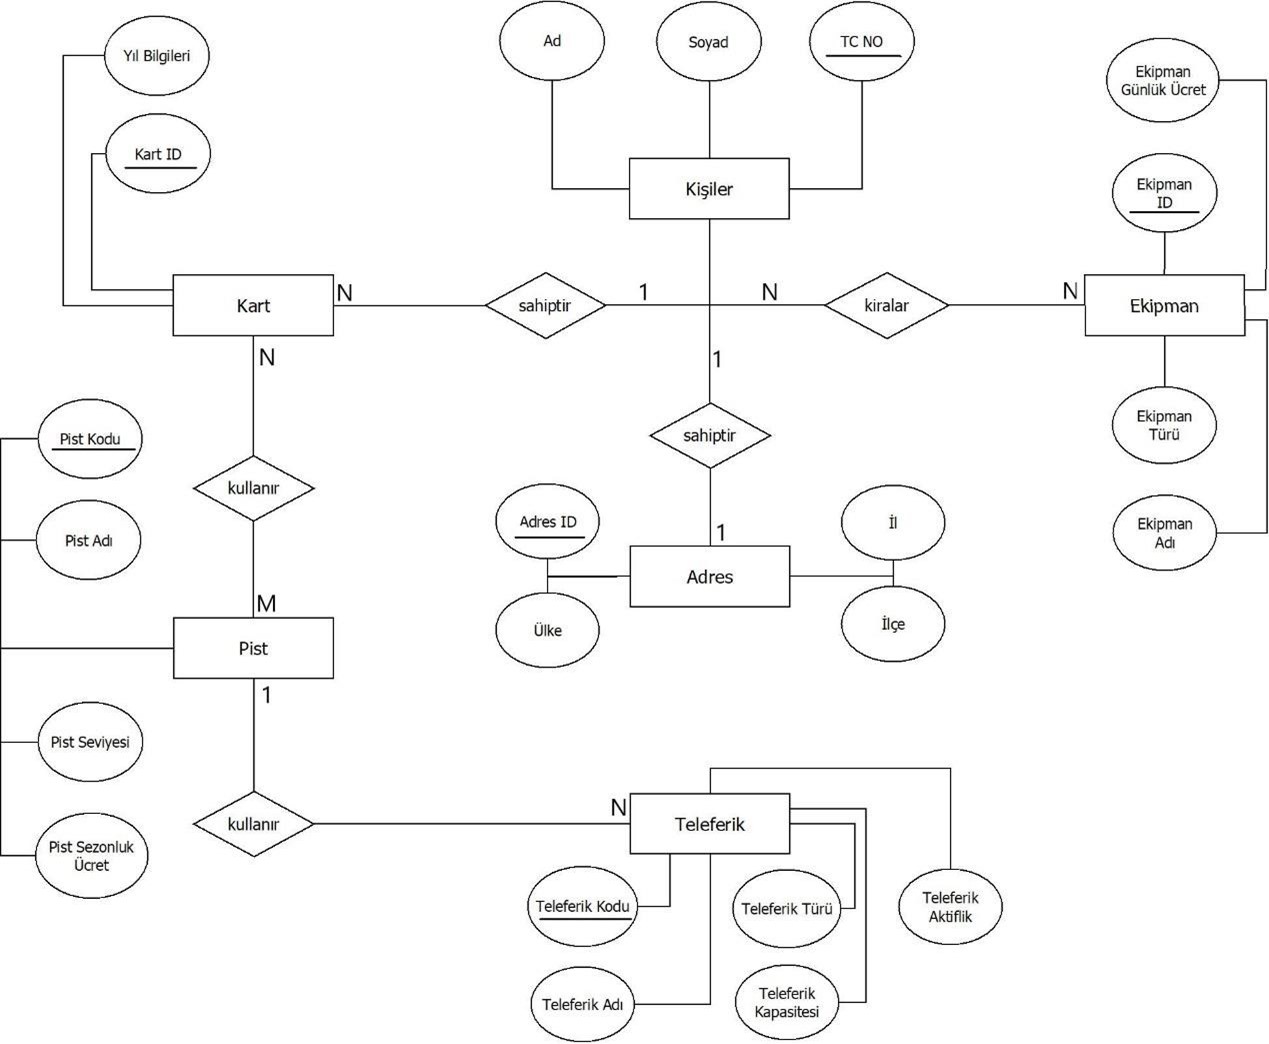 Yıl Bilgileri
Ad
Soyad
TC NO
Ekipman
Günlük Ücret
Kart ID
Kişiler
Ekipman
ID
Kart
N
sahiptir
1
N
kiralar
N
Ekipman
N
1
Pist Kodu
sahiptir
Ekipman
Türü
kullanır
Pist Adı
Adres ID
İl
Ekipman
Adı
1
Adres
M
Ülke
İlçe
Pist
1
Pist Seviyesi
kullanır
N
Teleferik
Pist Sezonluk
Ücret
Teleferik Kodu
Teleferik Türü
Teleferik
Aktiflik
Teleferik Adı
Teleferik
Kapasitesi